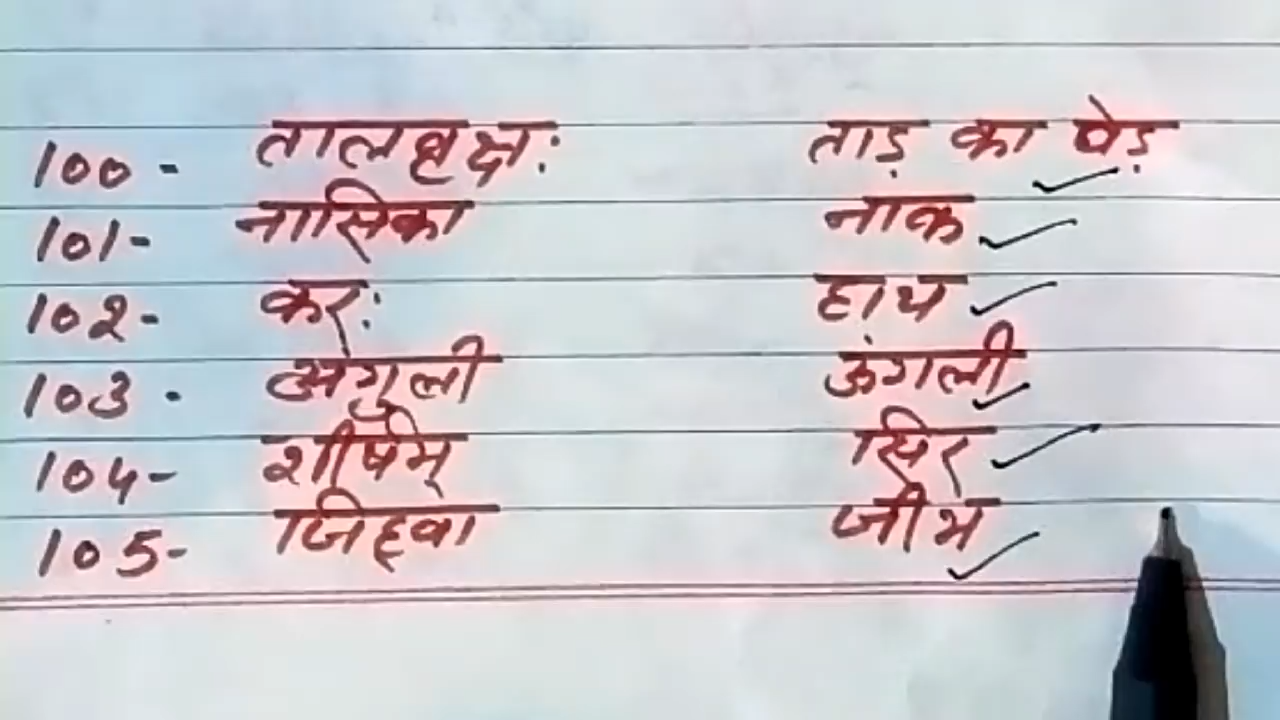 100 - तालवृक्षः ताड़ का पेड़
101- नासिका नाक
102- करः हाथ
103 - अंगुली ऊंगली
104- शीर्षम् सिर
105- जिह्वा जीभ